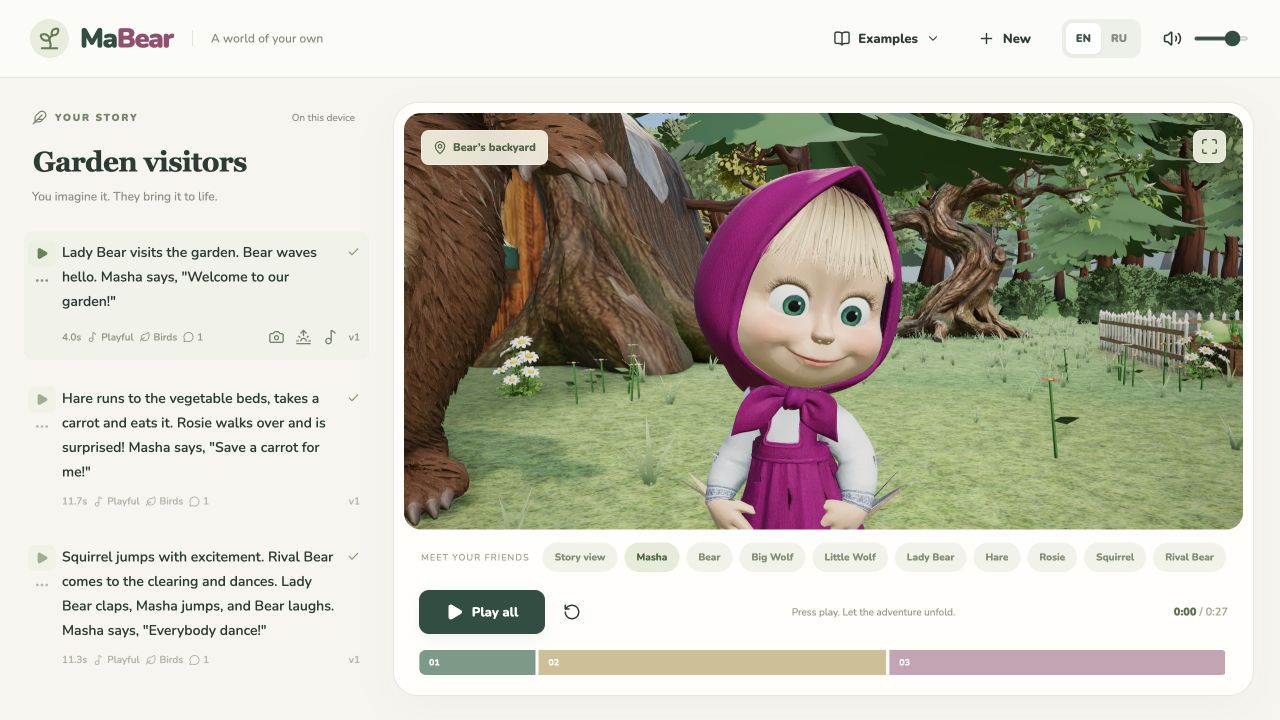 MaBear
A world of your own
Examples
New
EN
RU
YOUR STORY
On this device
Garden visitors
You imagine it. They bring it to life.
Lady Bear visits the garden. Bear waves
hello. Masha says, "Welcome to our
garden!"
4.0s
Playful
Birds
1
v1
Hare runs to the vegetable beds, takes a
carrot and eats it. Rosie walks over and is
surprised! Masha says, "Save a carrot for
me!"
11.7s
Playful
Birds
1
v1
Squirrel jumps with excitement. Rival Bear
comes to the clearing and dances. Lady
Bear claps, Masha jumps, and Bear laughs.
Masha says, "Everybody dance!"
11.3s
Playful
Birds
1
v1
Bear's backyard
MEET YOUR FRIENDS
Story view
Masha
Bear
Big Wolf
Little Wolf
Lady Bear
Hare
Rosie
Squirrel
Rival Bear
Play all
Press play. Let the adventure unfold.
0:00 / 0:27
01
02
03